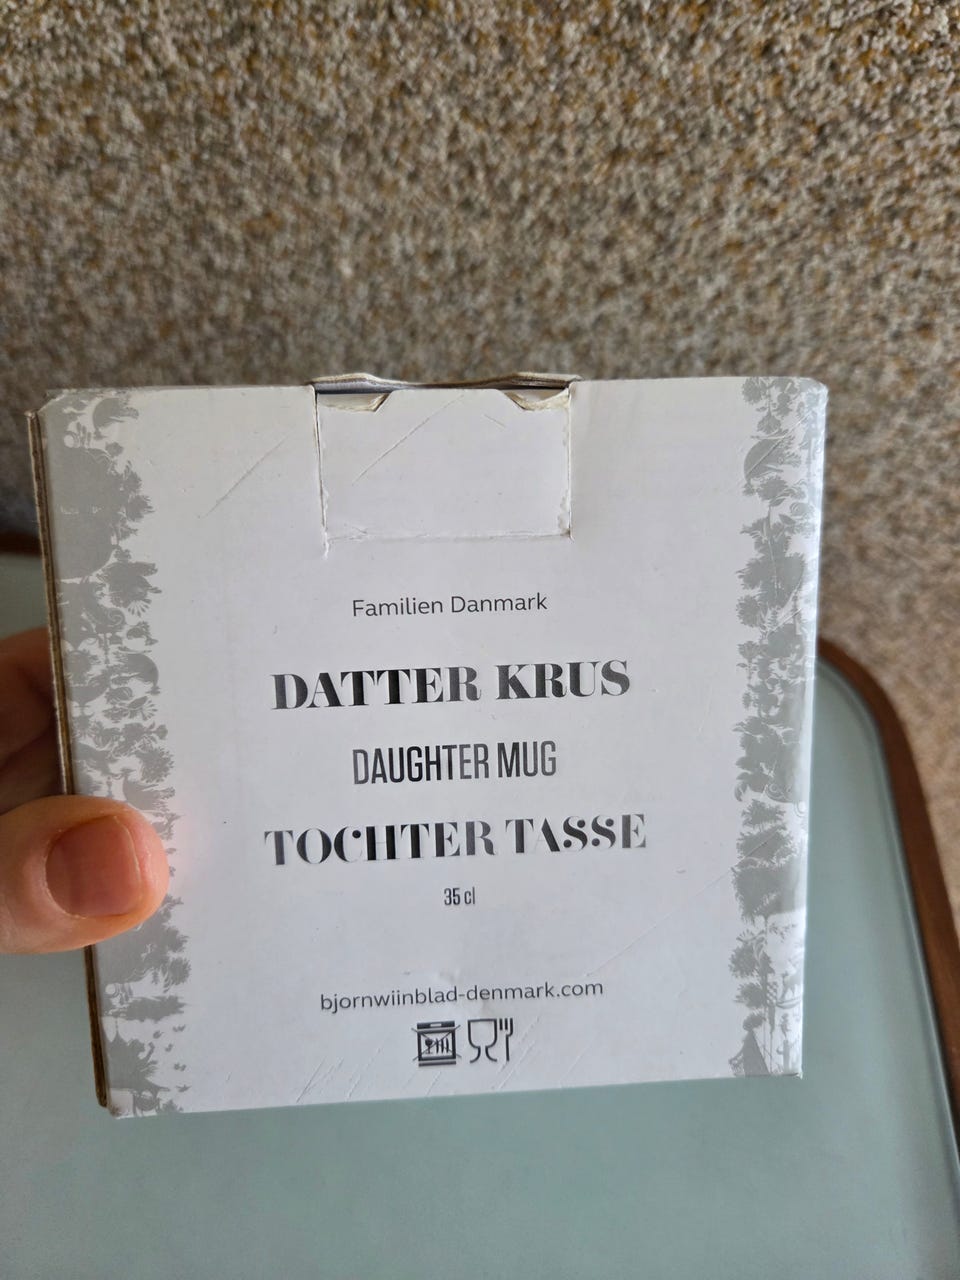 Familien Danmark
DATTER KRUS
DAUGHTER MUG
TOCHTER TASSE
35 cl
bjornwiinblad-denmark.com